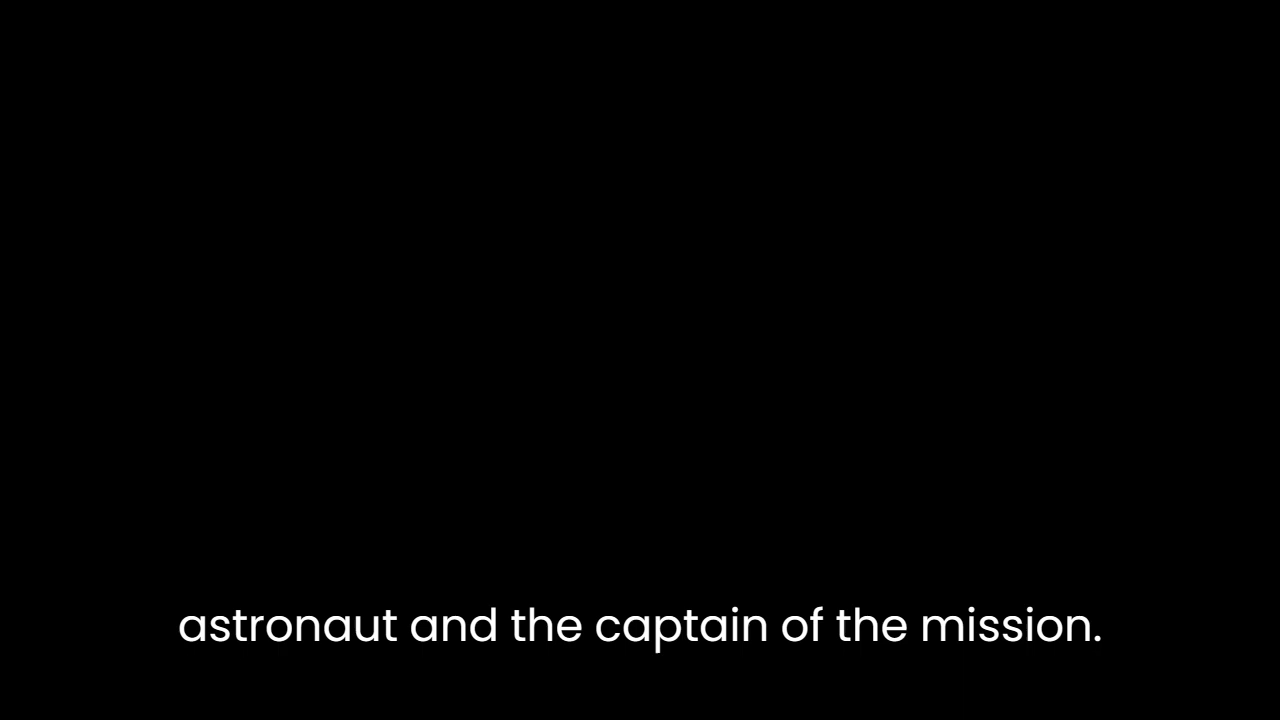 astronaut and the captain of the mission.